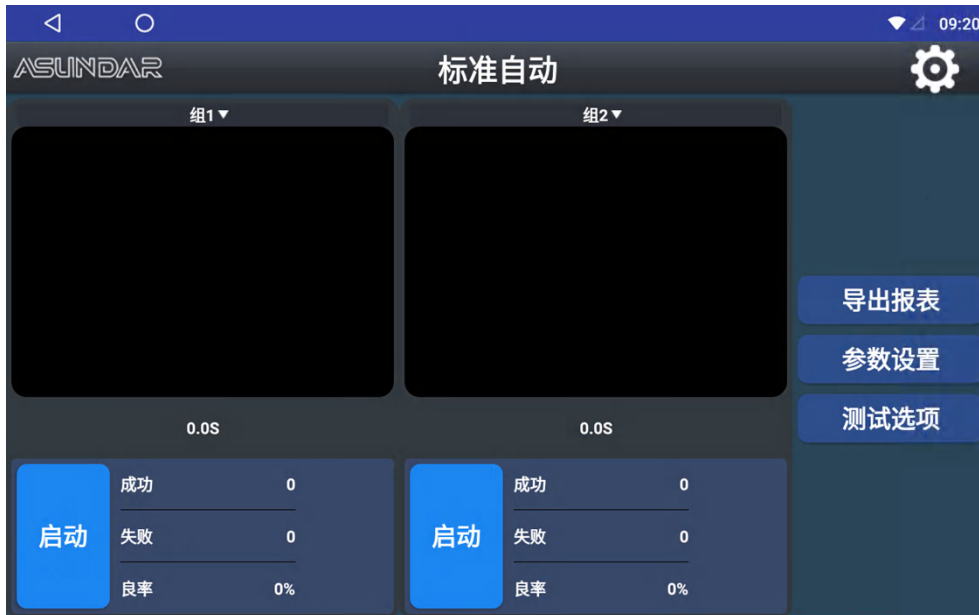 09:20
ASUNDAR
标准自动
组1▼
组2▼
0.0S
0.0S
导出报表
参数设置
测试选项
启动
成功 0
失败 0
良率 0%
启动
成功 0
失败 0
良率 0%